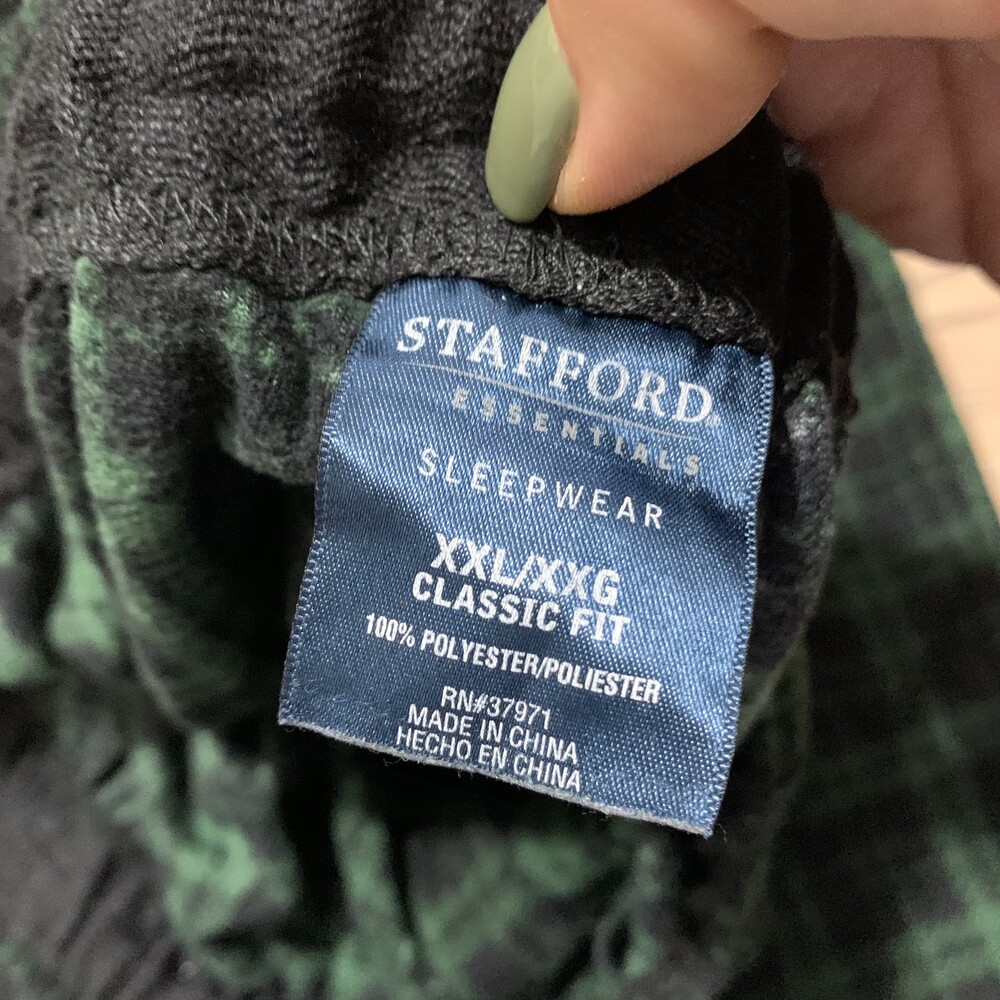 STAFFORD®
ESSENTIALS
SLEEPWEAR
XXL/XXG
CLASSIC FIT
100% POLYESTER/POLIESTER
RN#37971
MADE IN CHINA
HECHO EN CHINA